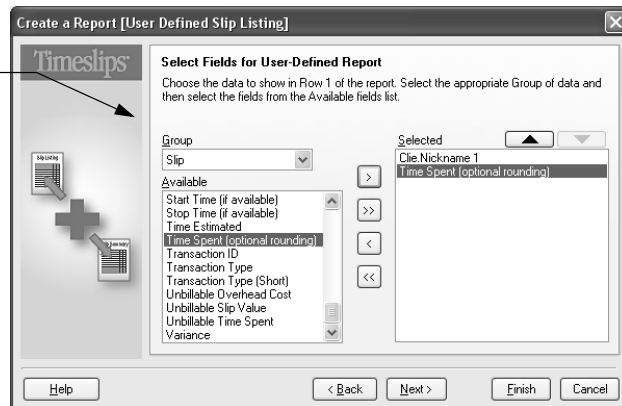 Create a Report [User Defined Slip Listing]
Timeslips
Select Fields for User-Defined Report
Choose the data to show in Row 1 of the report. Select the appropriate Group of data and
then select the fields from the Available fields list.
Group
Slip
Available
Start Time (if available)
Stop Time (if available)
Time Estimated
Time Spent (optional rounding)
Transaction ID
Transaction Type
Transaction Type (Short)
Unbillable Overhead Cost
Unbillable Slip Value
Unbillable Time Spent
Variance
>
>>
<
<<
Selected
Clie.Nickname 1
Time Spent (optional rounding)
Slip Listing
Help
< Back
Next >
Finish
Cancel